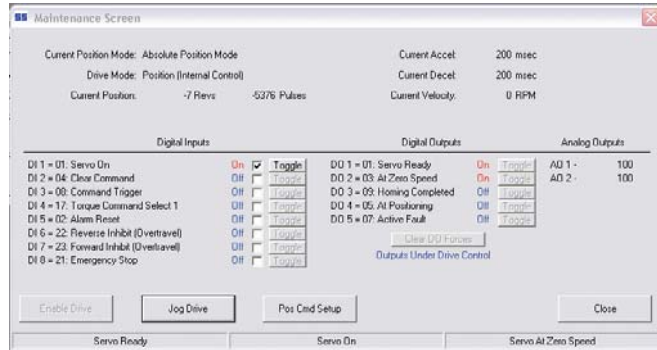 SS Maintenance Screen
Current Position Mode: Absolute Position Mode Current Accel: 200 msec
Drive Mode: Position (Internal Control) Current Decel: 200 msec
Current Position: -7 Revs -5376 Pulses Current Velocity: 0 RPM
Digital Inputs Digital Outputs Analog Outputs
DI 1 = 01: Servo On On Toggle DO 1 = 01: Servo Ready On Toggle AO 1 - 100
DI 2 = 04: Clear Command Off Toggle DO 2 = 03: At Zero Speed On Toggle AO 2 - 100
DI 3 = 08: Command Trigger Off Toggle DO 3 = 09: Homing Completed Off Toggle
DI 4 = 17: Torque Command Select 1 Off Toggle DO 4 = 05: At Positioning Off Toggle
DI 5 = 02: Alarm Reset Off Toggle DO 5 = 07: Active Fault Off Toggle
DI 6 = 22: Reverse Inhibit (Overtravel) Off Toggle Clear DO Forces
DI 7 = 23: Forward Inhibit (Overtravel) Off Toggle Outputs Under Drive Control
DI 8 = 21: Emergency Stop Off Toggle
Enable Drive Jog Drive Pos Cmd Setup Close
Servo Ready Servo On Servo At Zero Speed